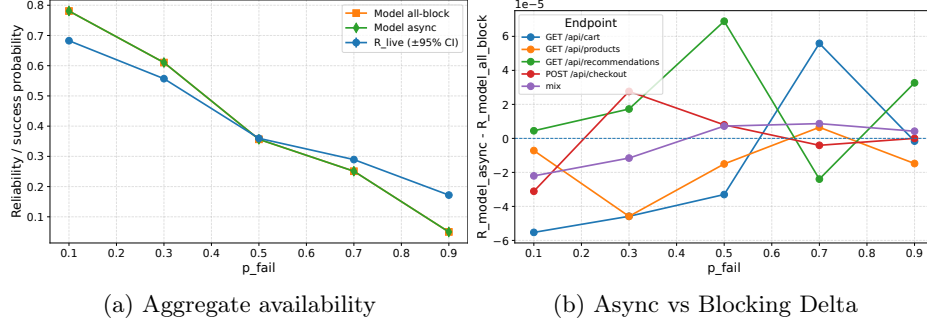 0.8
0.7
0.6
0.5
0.4
0.3
0.2
0.1
Reliability / success probability
Model all-block
Model async
R_live (±95% CI)
0.1 0.2 0.3 0.4 0.5 0.6 0.7 0.8 0.9
p_fail
(a) Aggregate availability
1e−5
6
4
2
0
−2
−4
−6
R_model_async - R_model_all_block
Endpoint
GET /api/cart
GET /api/products
GET /api/recommendations
POST /api/checkout
mix
0.1 0.2 0.3 0.4 0.5 0.6 0.7 0.8 0.9
p_fail
(b) Async vs Blocking Delta